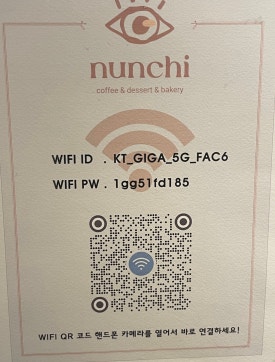 nunchi
coffee & dessert & bakery
WIFI ID . KT_GIGA_5G_FAC6
WIFI PW . 1gg51fd185
WIFI QR 코드 핸드폰 카메라를 열어서 바로 연결하세요!